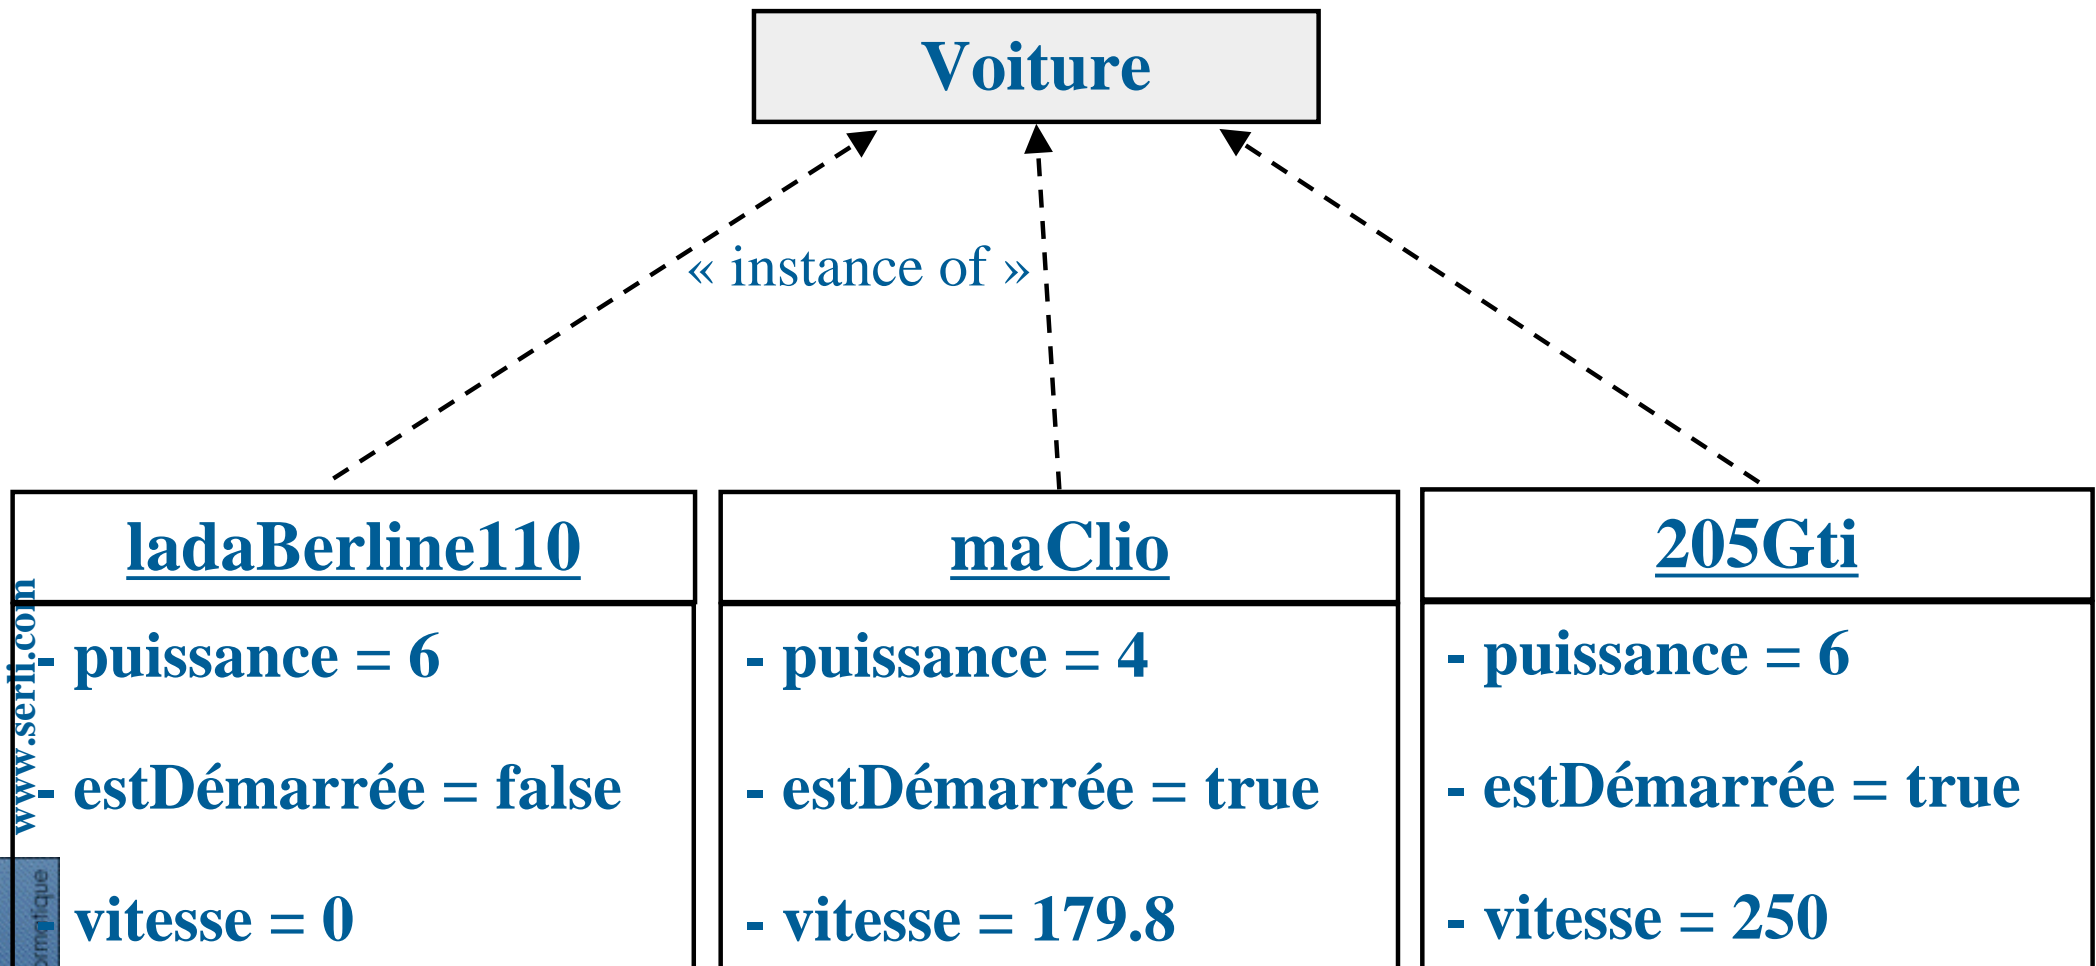 Voiture
« instance of »
ladaBerline110
- puissance = 6
- estDémarrée = false
- vitesse = 0
maClio
- puissance = 4
- estDémarrée = true
- vitesse = 179.8
205Gti
- puissance = 6
- estDémarrée = true
- vitesse = 250
www.serli.com